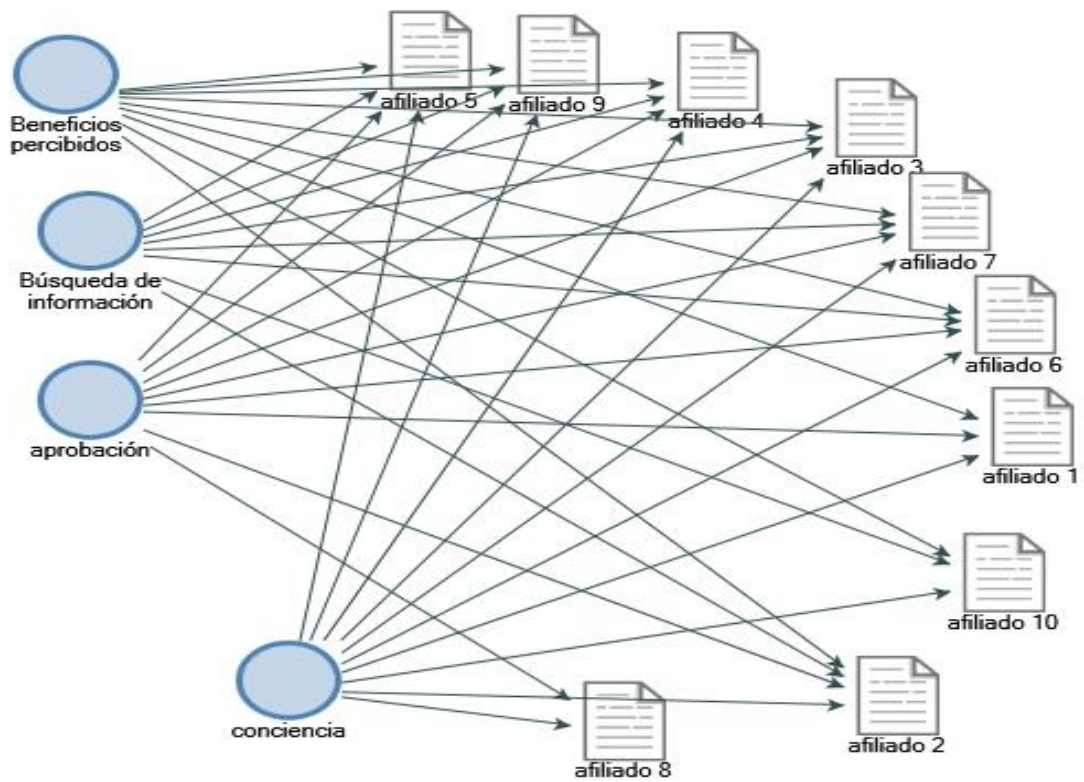 afiliado 5
afiliado 9
afiliado 4
Beneficios
percibidos
afiliado 3
afiliado 7
Búsqueda de
información
afiliado 6
aprobación
afiliado 1
afiliado 10
conciencia
afiliado 2
afiliado 8